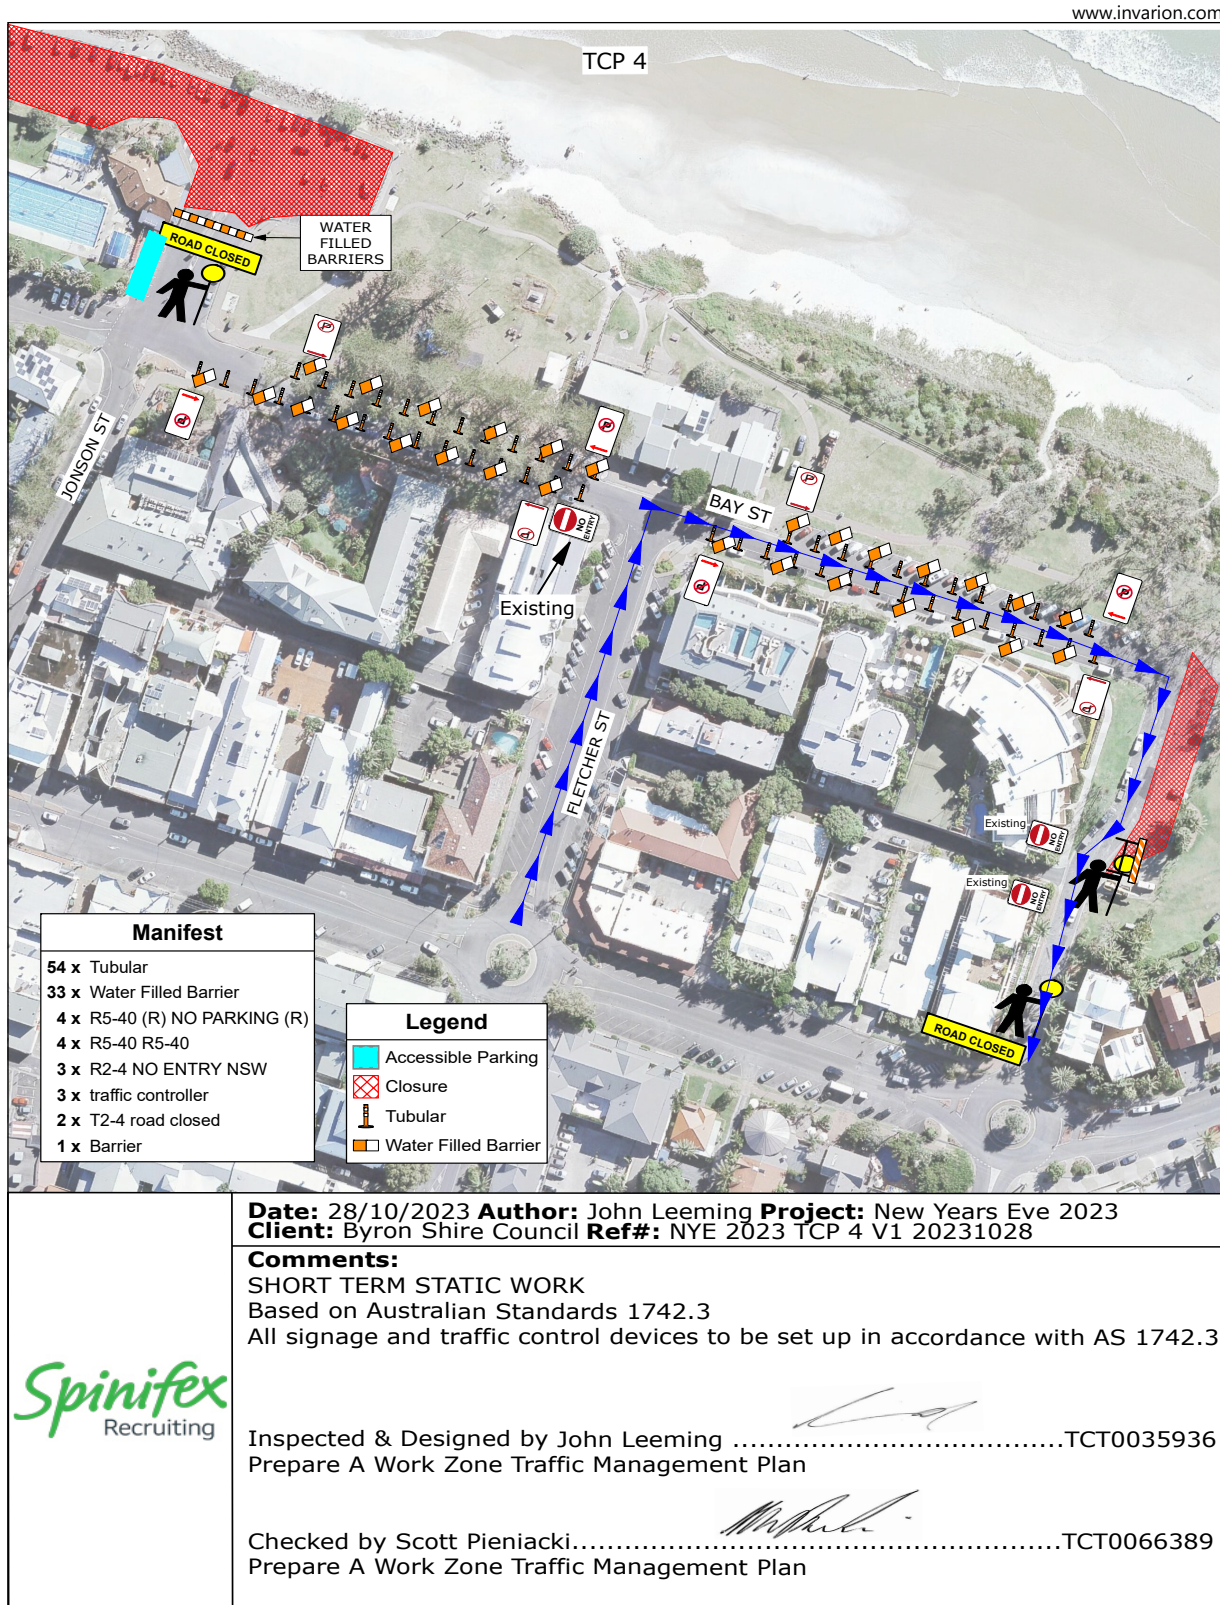 www.invarion.com
TCP 4
WATER
FILLED
BARRIERS
ROAD CLOSED
JONSON ST
BAY ST
NO
ENTRY
Existing
FLETCHER ST
Existing
NO
ENTRY
Existing
NO
ENTRY
ROAD CLOSED
Manifest
54 x Tubular
33 x Water Filled Barrier
4 x R5-40 (R) NO PARKING (R)
4 x R5-40 R5-40
3 x R2-4 NO ENTRY NSW
3 x traffic controller
2 x T2-4 road closed
1 x Barrier
Legend
Accessible Parking
Closure
Tubular
Water Filled Barrier
Date: 28/10/2023 Author: John Leeming Project: New Years Eve 2023
Client: Byron Shire Council Ref#: NYE 2023 TCP 4 V1 20231028
Comments:
SHORT TERM STATIC WORK
Based on Australian Standards 1742.3
All signage and traffic control devices to be set up in accordance with AS 1742.3
Spinifex
Recruiting
Inspected & Designed by John Leeming .....................................TCT0035936
Prepare A Work Zone Traffic Management Plan
Checked by Scott Pieniacki......................................................TCT0066389
Prepare A Work Zone Traffic Management Plan